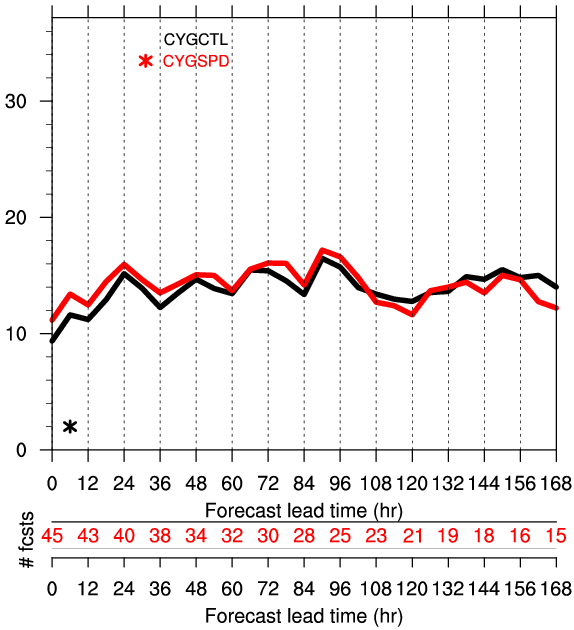 CYGCTL
* CYGSPD
30
20
10
0
*
0 12 24 36 48 60 72 84 96 108 120 132 144 156 168
Forecast lead time (hr)
# fcsts
45 43 40 38 34 32 30 28 25 23 21 19 18 16 15
0 12 24 36 48 60 72 84 96 108 120 132 144 156 168
Forecast lead time (hr)